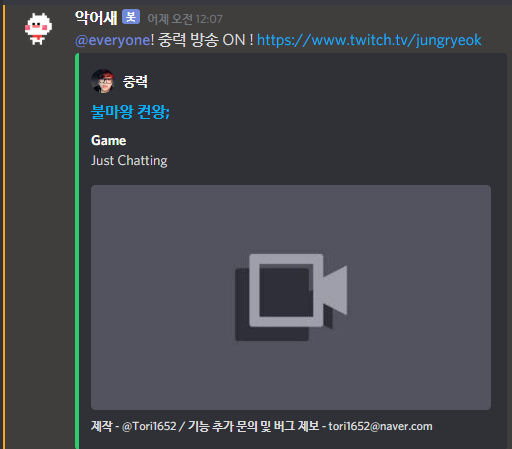 악어새 봇 어제 오전 12:07
@everyone! 중력 방송 ON ! https://www.twitch.tv/jungryeok
중력
불마왕 켠왕;
Game
Just Chatting
제작 - @Tori1652 / 기능 추가 문의 및 버그 제보 - tori1652@naver.com